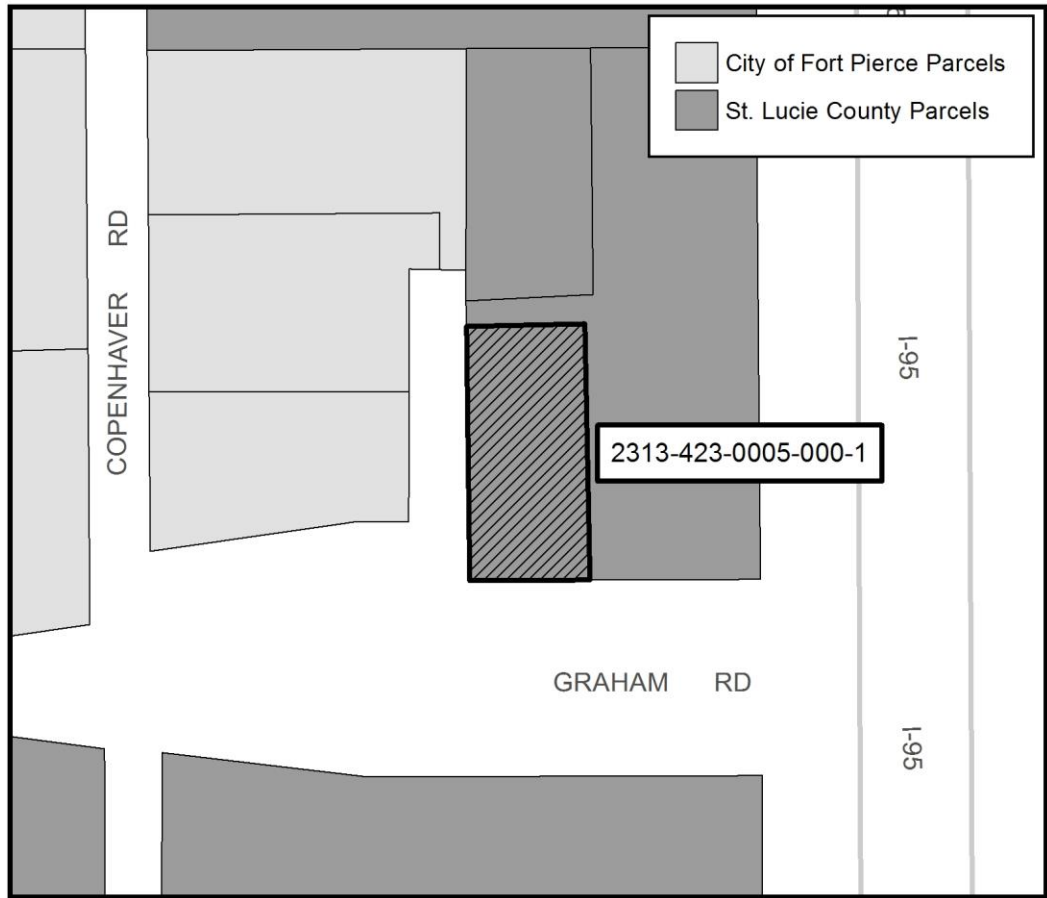 City of Fort Pierce Parcels
St. Lucie County Parcels
COPENHAVER RD
I-95
2313-423-0005-000-1
GRAHAM RD
I-95